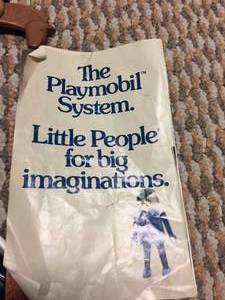 The
Playmobil™
System.
Little People®
for big
imaginations.